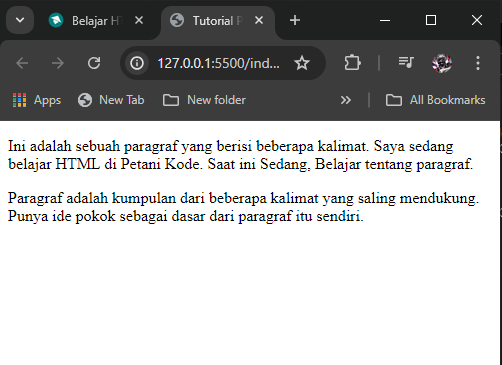 Belajar HT
Tutorial P
127.0.0.1:5500/ind...
Apps
New Tab
New folder
»
All Bookmarks
Ini adalah sebuah paragraf yang berisi beberapa kalimat. Saya sedang
belajar HTML di Petani Kode. Saat ini Sedang, Belajar tentang paragraf.
Paragraf adalah kumpulan dari beberapa kalimat yang saling mendukung.
Punya ide pokok sebagai dasar dari paragraf itu sendiri.